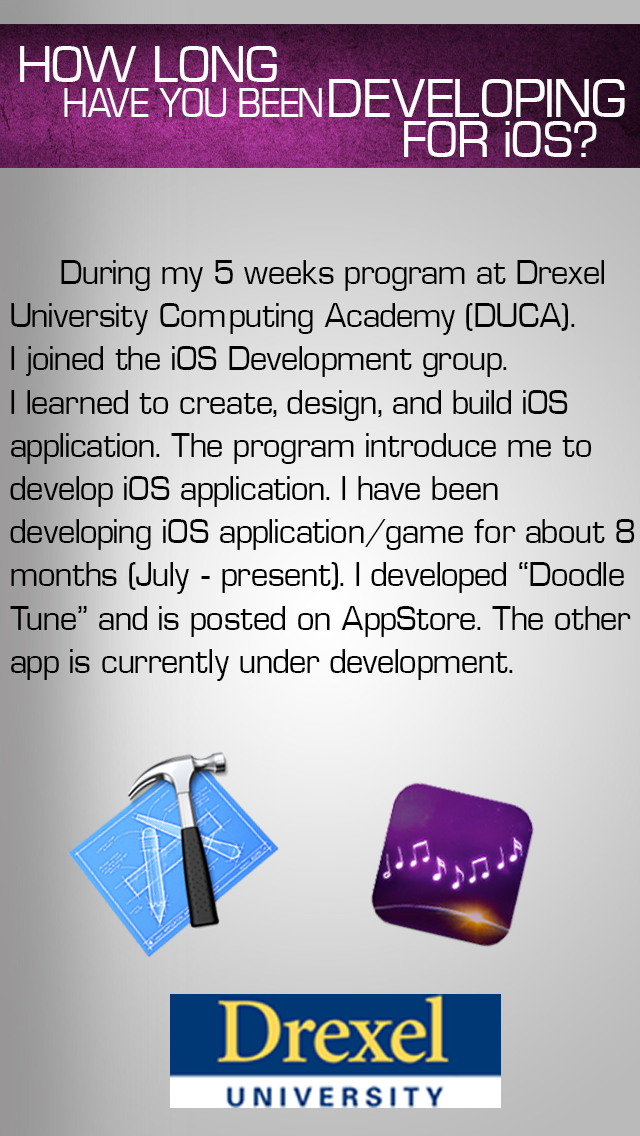 HOW LONG
HAVE YOU BEEN DEVELOPING
FOR iOS?
During my 5 weeks program at Drexel
University Computing Academy (DUCA).
I joined the iOS Development group.
I learned to create, design, and build iOS
application. The program introduce me to
develop iOS application. I have been
developing iOS application/game for about 8
months (July - present). I developed “Doodle
Tune” and is posted on AppStore. The other
app is currently under development.
Drexel
UNIVERSITY